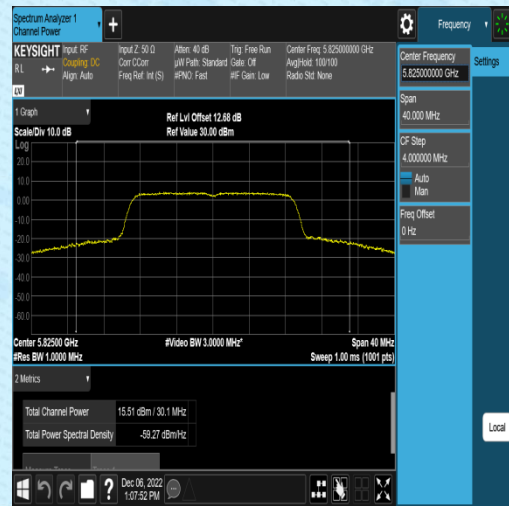 Spectrum Analyzer 1
Channel Power
Frequency
KEYSIGHT
RL
LXI
Input: RF
Coupling: DC
Align: Auto
Input Z: 50 Ω
Corr CCorr
Freq Ref: Int (S)
Atten: 40 dB
µW Path: Standard
#PNO: Fast
Trig: Free Run
Gate: Off
#IF Gain: Low
Center Freq: 5.825000000 GHz
Avg|Hold: 100/100
Radio Std: None
Center Frequency
5.825000000 GHz
Settings
Span
40.000 MHz
CF Step
4.000000 MHz
Auto
Man
Freq Offset
0 Hz
1 Graph
Scale/Div 10.0 dB
Ref Lvl Offset 12.68 dB
Ref Value 30.00 dBm
Log
20.0
10.0
0.00
-10.0
-20.0
-30.0
-40.0
-50.0
-60.0
Center 5.82500 GHz
#Res BW 1.0000 MHz
#Video BW 3.0000 MHz*
Span 40 MHz
Sweep 1.00 ms (1001 pts)
2 Metrics
Total Channel Power 15.51 dBm / 30.1 MHz
Total Power Spectral Density -59.27 dBm/Hz
Local
?
Dec 06, 2022
1:07:52 PM